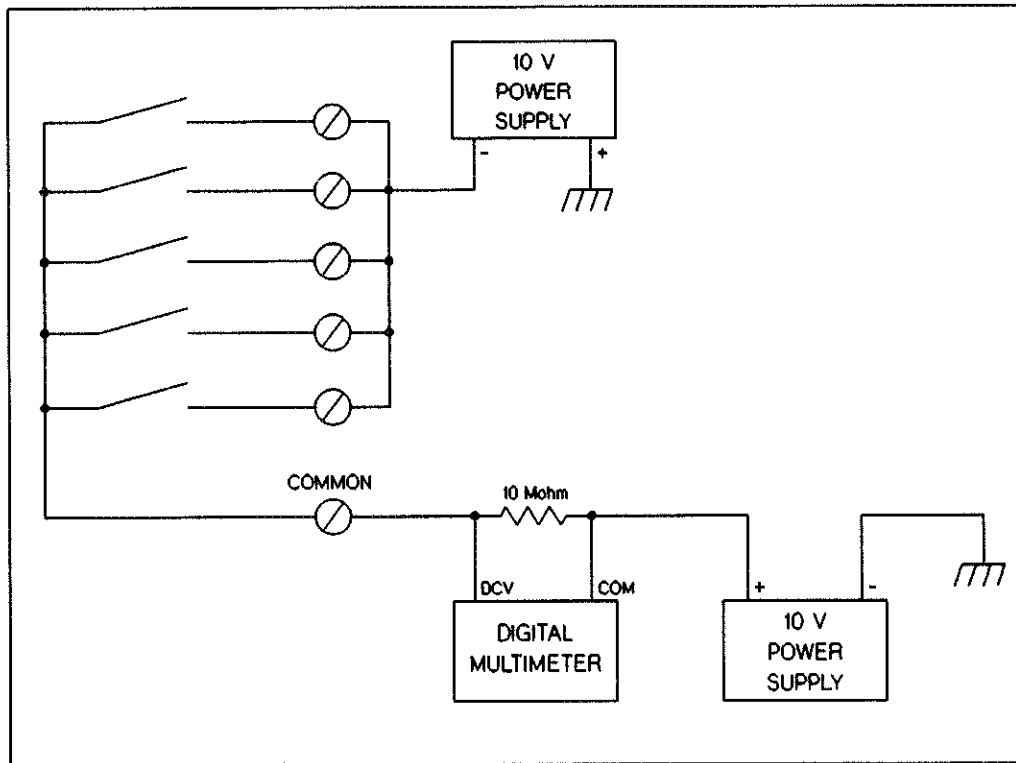 10 V
POWER
SUPPLY
- +
COMMON
10 Mohm
DCV COM
DIGITAL
MULTIMETER
+ -
10 V
POWER
SUPPLY